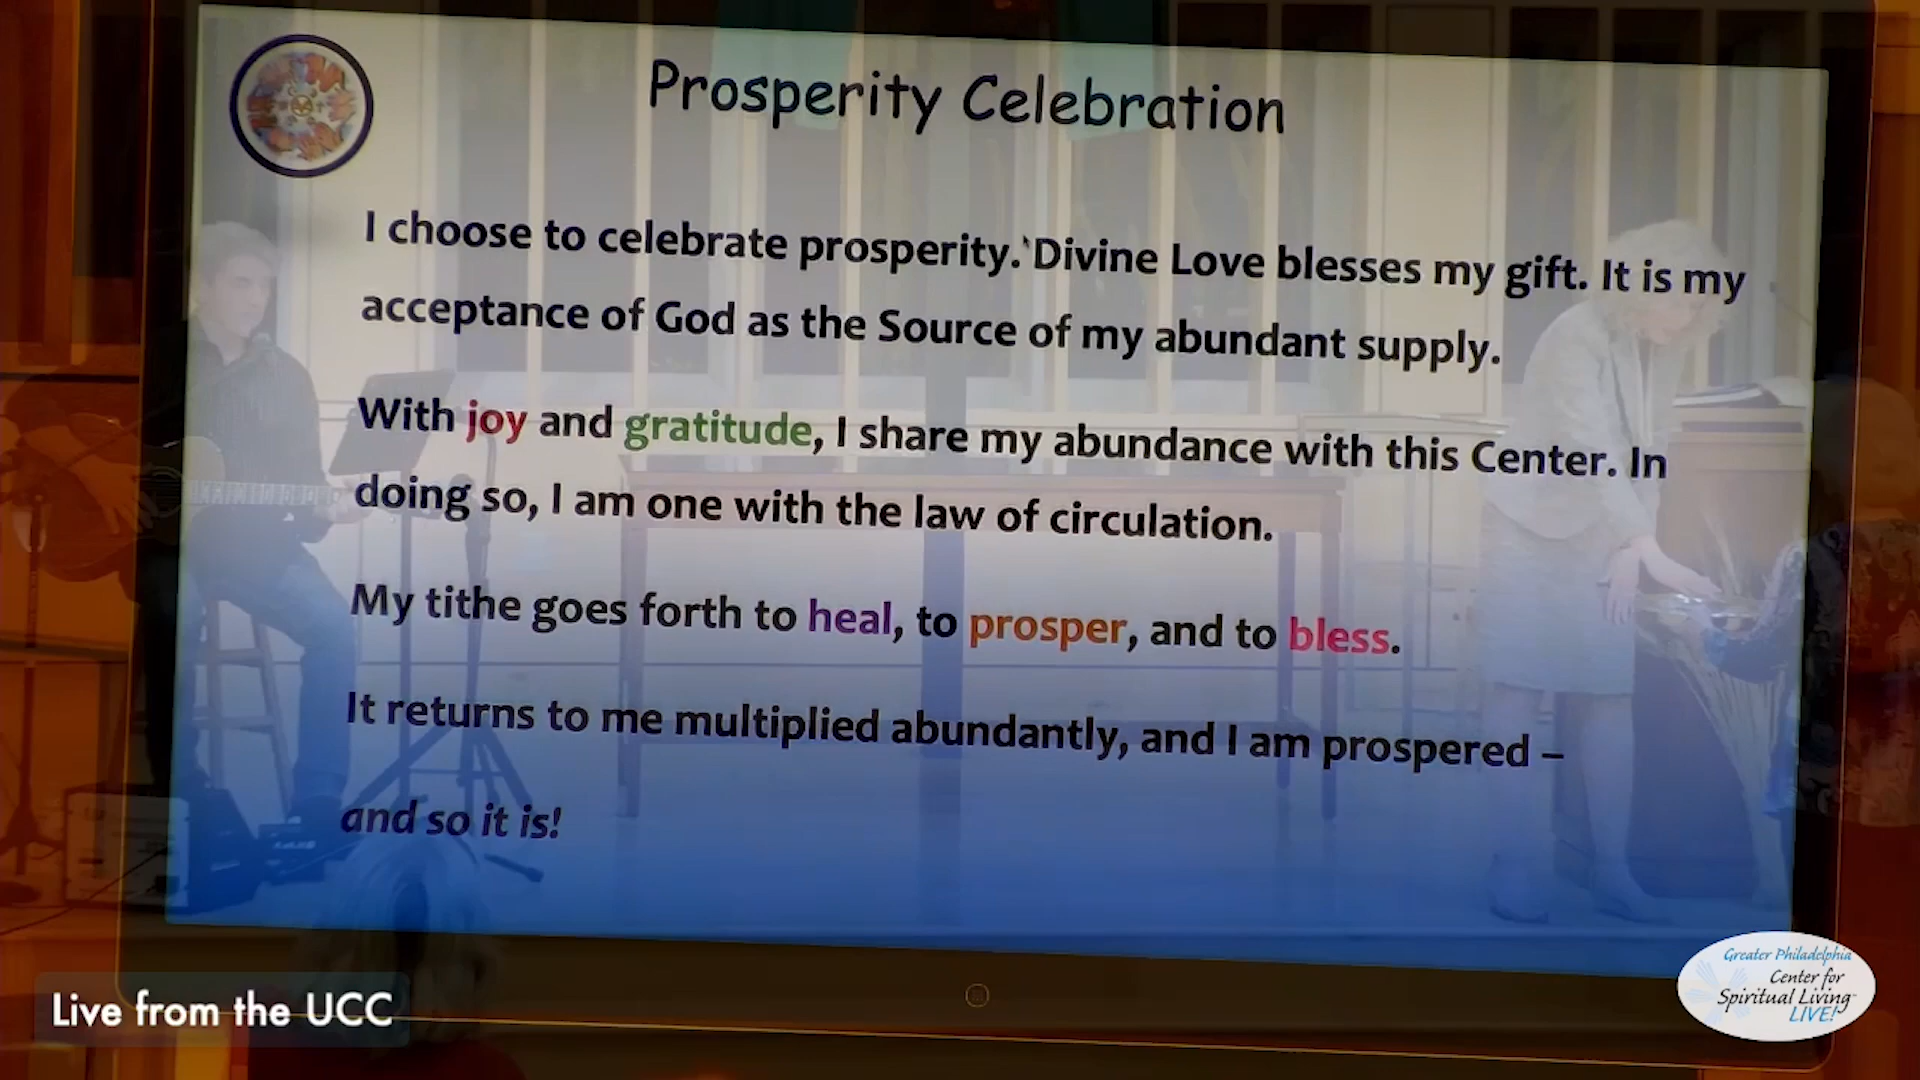 Prosperity Celebration
I choose to celebrate prosperity. Divine Love blesses my gift. It is my
acceptance of God as the Source of my abundant supply.
With joy and gratitude, I share my abundance with this Center. In
doing so, I am one with the law of circulation.
My tithe goes forth to heal, to prosper, and to bless.
It returns to me multiplied abundantly, and I am prospered –
and so it is!
Live from the UCC
Greater Philadelphia
Center for
Spiritual Living
LIVE!